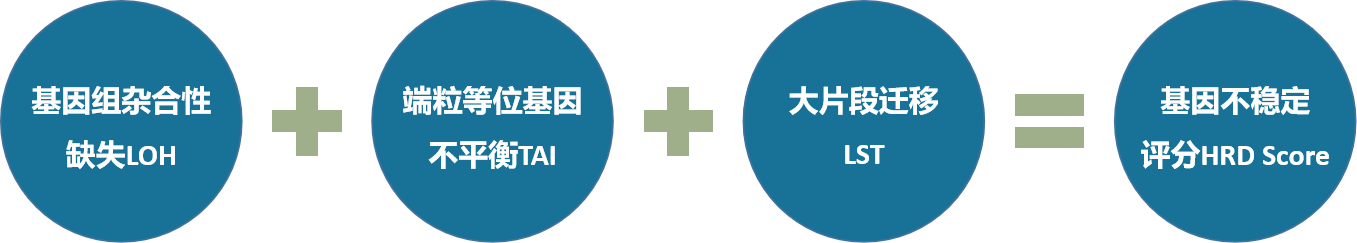 基因组杂合性
缺失LOH
端粒等位基因
不平衡TAI
大片段迁移
LST
基因不稳定
评分HRD Score